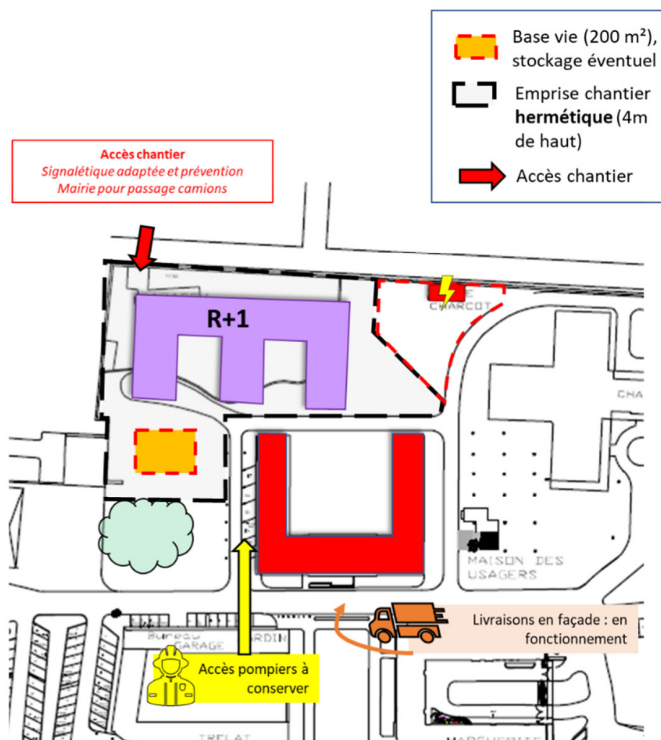 Base vie (200 m²),
stockage éventuel
Emprise chantier
hermétique (4m
de haut)
Accès chantier
Accès chantier
Signalétique adaptée et prévention
Mairie pour passage camions
R+1
CHARCOT
CHA
MAISON DES
USAGERS
Livraisons en façade : en
fonctionnement
Bureau
JARDIN
GARAGE
Accès pompiers à
conserver
TRELAT
MARGUERITE